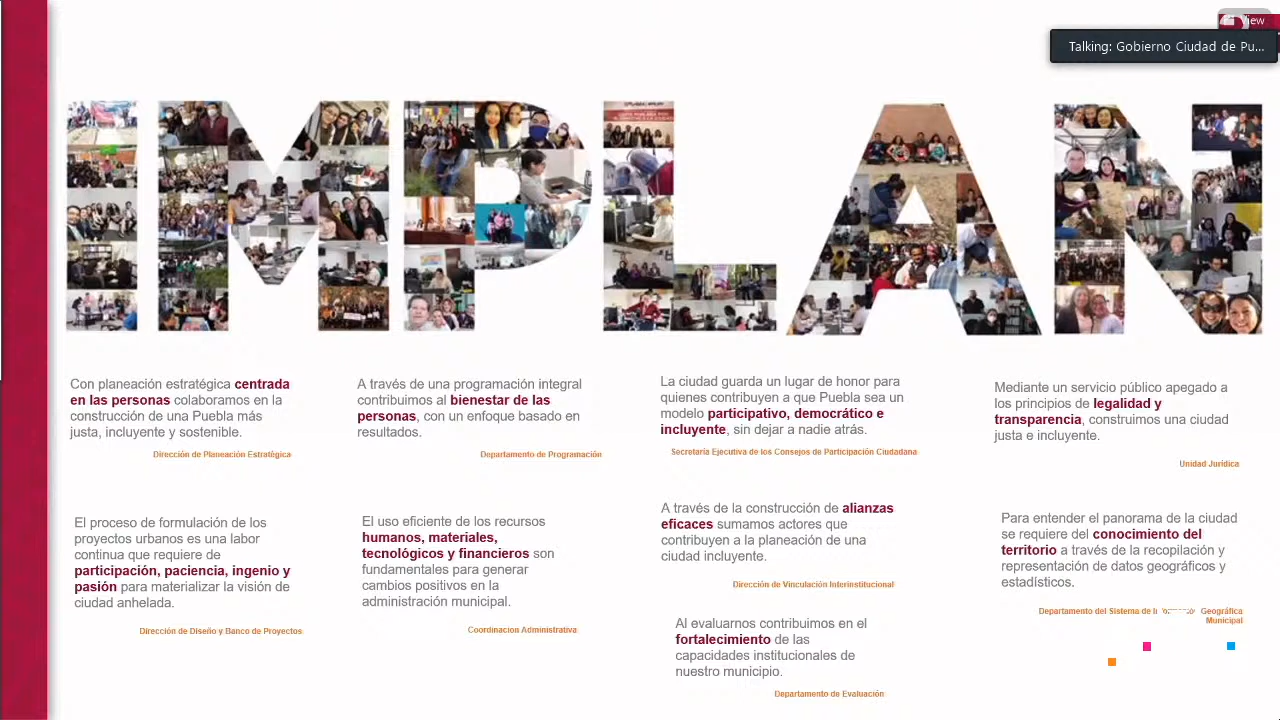 View
Talking: Gobierno Ciudad de Pu...
IMPLAN
Con planeación estratégica centrada
en las personas colaboramos en la
construcción de una Puebla más
justa, incluyente y sostenible.
Dirección de Planeación Estratégica
A través de una programación integral
contribuimos al bienestar de las
personas, con un enfoque basado en
resultados.
Departamento de Programación
La ciudad guarda un lugar de honor para
quienes contribuyen a que Puebla sea un
modelo participativo, democrático e
incluyente, sin dejar a nadie atrás.
Secretaría Ejecutiva de los Consejos de Participación Ciudadana
Mediante un servicio público apegado a
los principios de legalidad y
transparencia, construimos una ciudad
justa e incluyente.
Unidad Jurídica
El proceso de formulación de los
proyectos urbanos es una labor
continua que requiere de
participación, paciencia, ingenio y
pasión para materializar la visión de
ciudad anhelada.
Dirección de Diseño y Banco de Proyectos
El uso eficiente de los recursos
humanos, materiales,
tecnológicos y financieros son
fundamentales para generar
cambios positivos en la
administración municipal.
Coordinacion Administrativa
A través de la construcción de alianzas
eficaces sumamos actores que
contribuyen a la planeación de una
ciudad incluyente.
Dirección de Vinculación Interinstitucional
Al evaluarnos contribuimos en el
fortalecimiento de las
capacidades institucionales de
nuestro municipio.
Departamento de Evaluación
Para entender el panorama de la ciudad
se requiere del conocimiento del
territorio a través de la recopilación y
representación de datos geográficos y
estadísticos.
Departamento del Sistema de Geográfica
Municipal